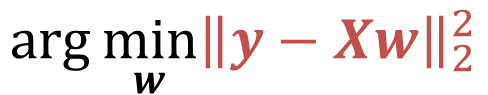 arg min‖y − Xw‖₂²
w